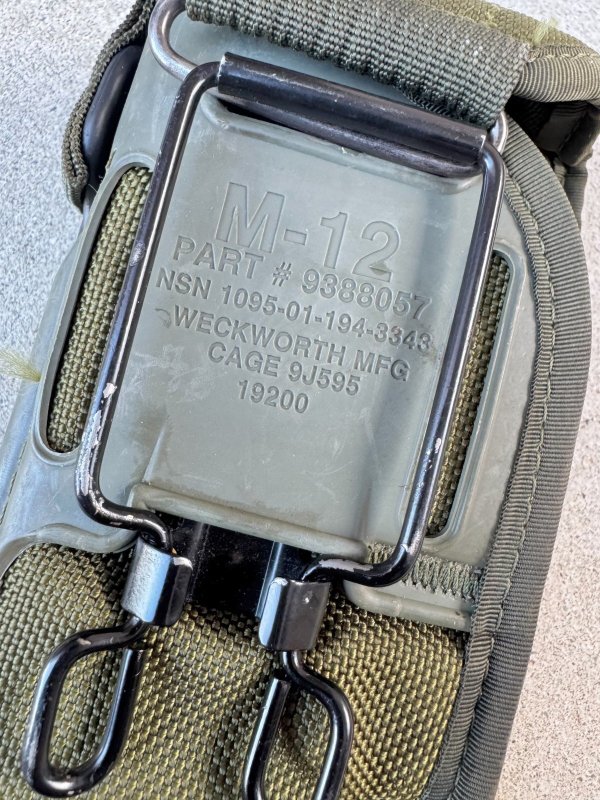 M-12
PART # 9388057
NSN 1095-01-194-3343
WECKWORTH MFG
CAGE 9J595
19200